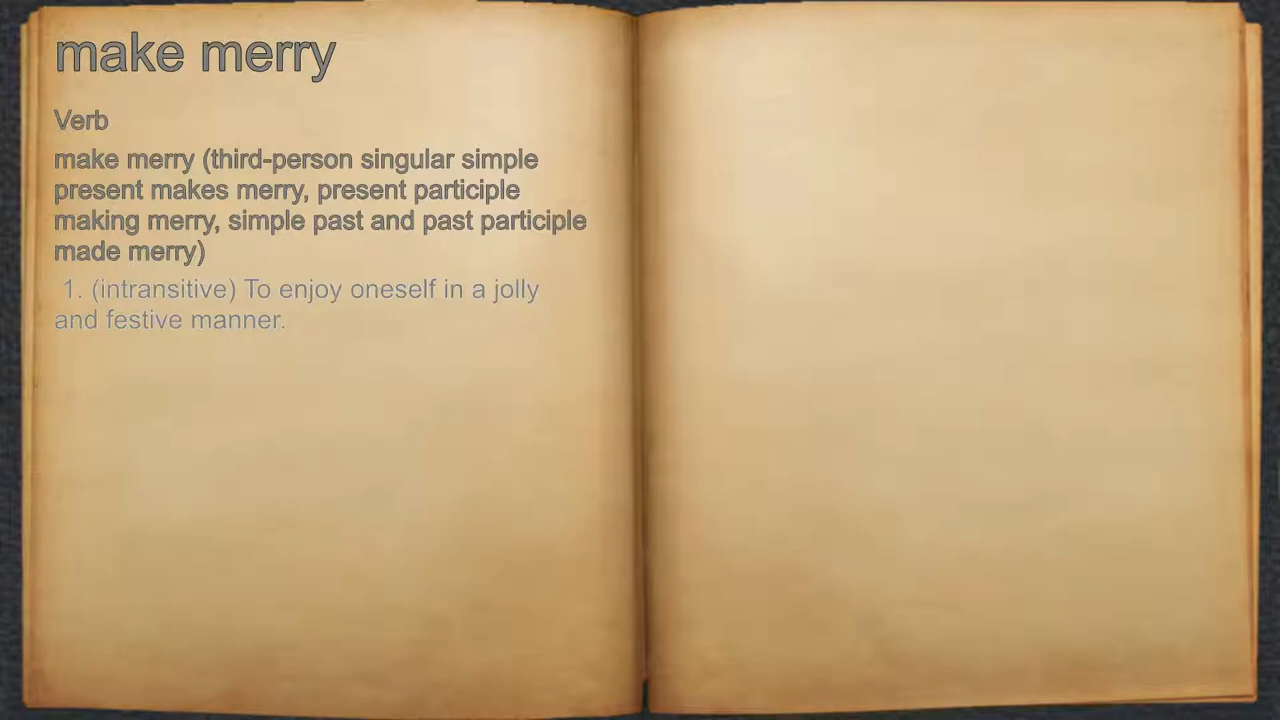 make merry
Verb
make merry (third-person singular simple
present makes merry, present participle
making merry, simple past and past participle
made merry)
1. (intransitive) To enjoy oneself in a jolly
and festive manner.